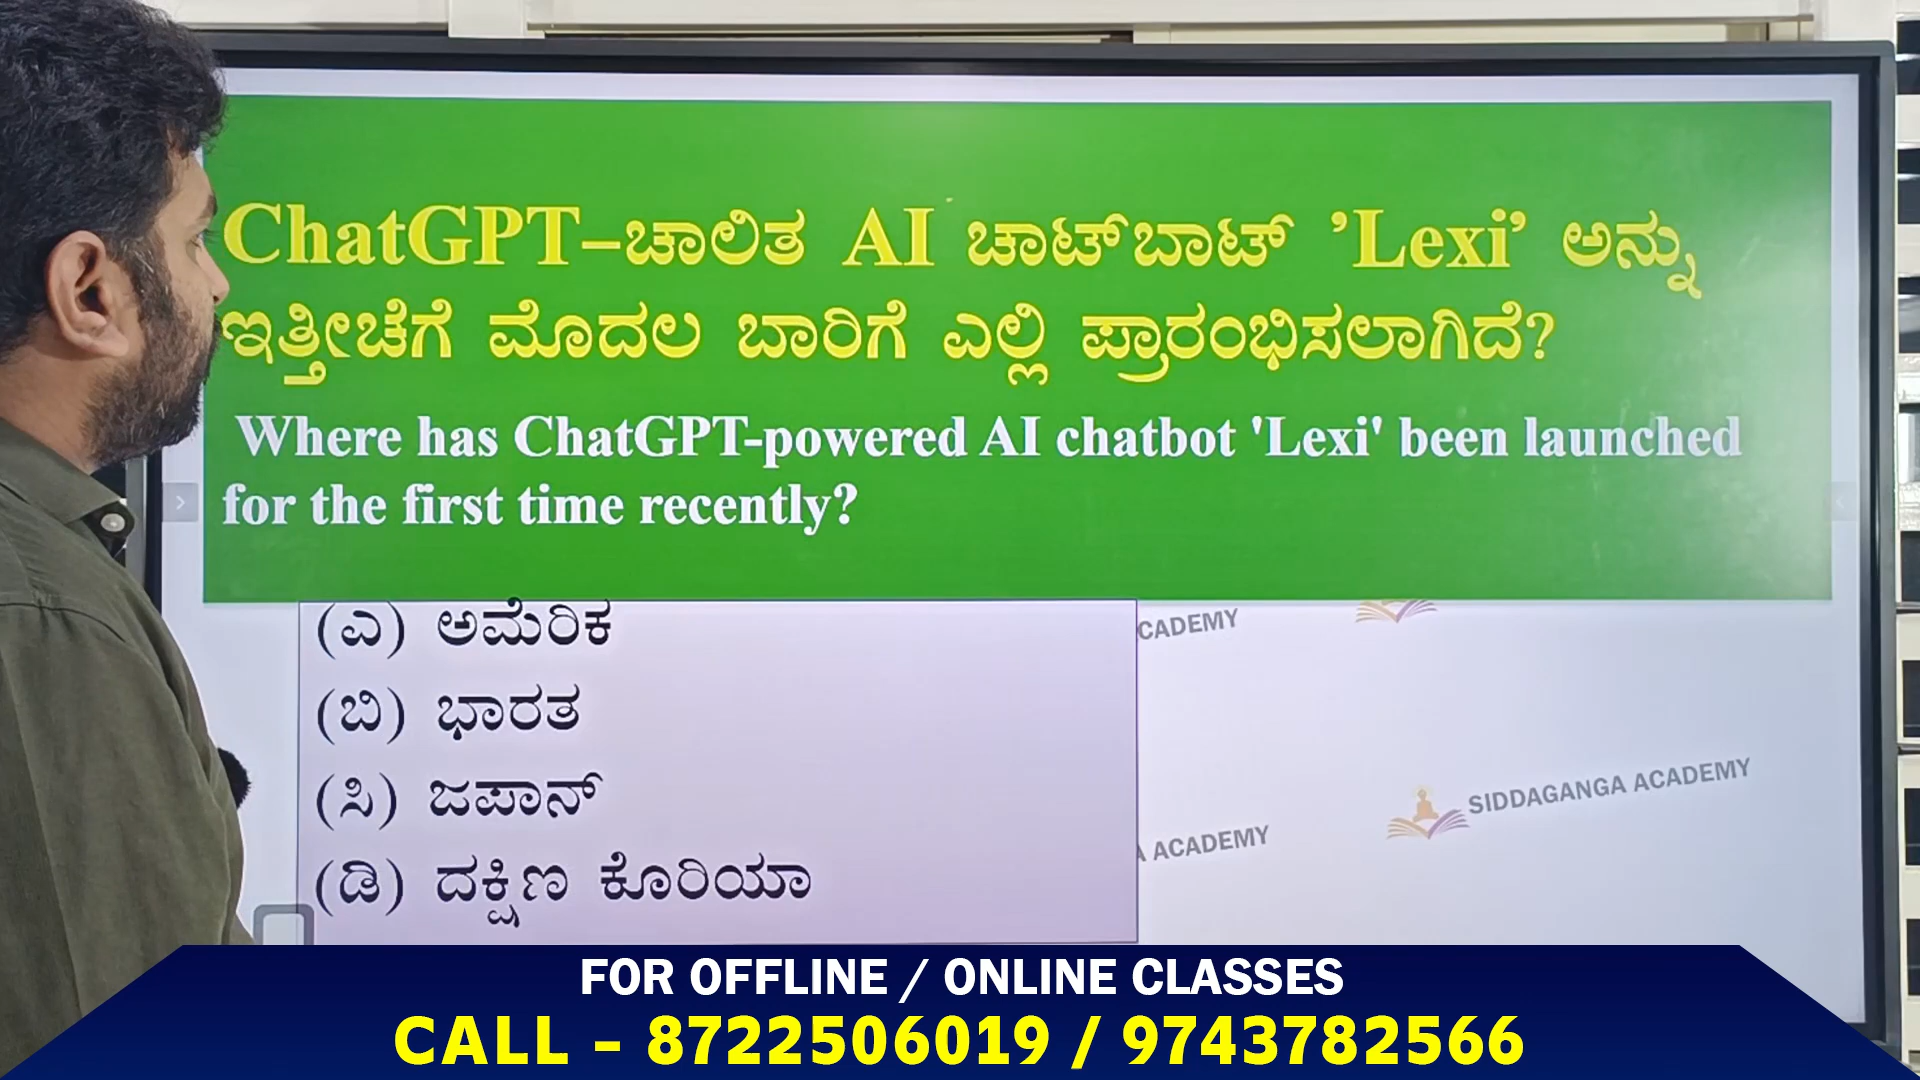 ChatGPT–ಚಾಲಿತ AI ಚಾಟ್‌ಬಾಟ್ ’Lexi’ ಅನ್ನು
ಇತ್ತೀಚೆಗೆ ಮೊದಲ ಬಾರಿಗೆ ಎಲ್ಲಿ ಪ್ರಾರಂಭಿಸಲಾಗಿದೆ?
Where has ChatGPT-powered AI chatbot 'Lexi' been launched
for the first time recently?
(ಎ) ಅಮೆರಿಕ
(ಬಿ) ಭಾರತ
(ಸಿ) ಜಪಾನ್
(ಡಿ) ದಕ್ಷಿಣ ಕೊರಿಯಾ
CADEMY
SIDDAGANGA ACADEMY
ACADEMY
FOR OFFLINE / ONLINE CLASSES
CALL – 8722506019 / 9743782566